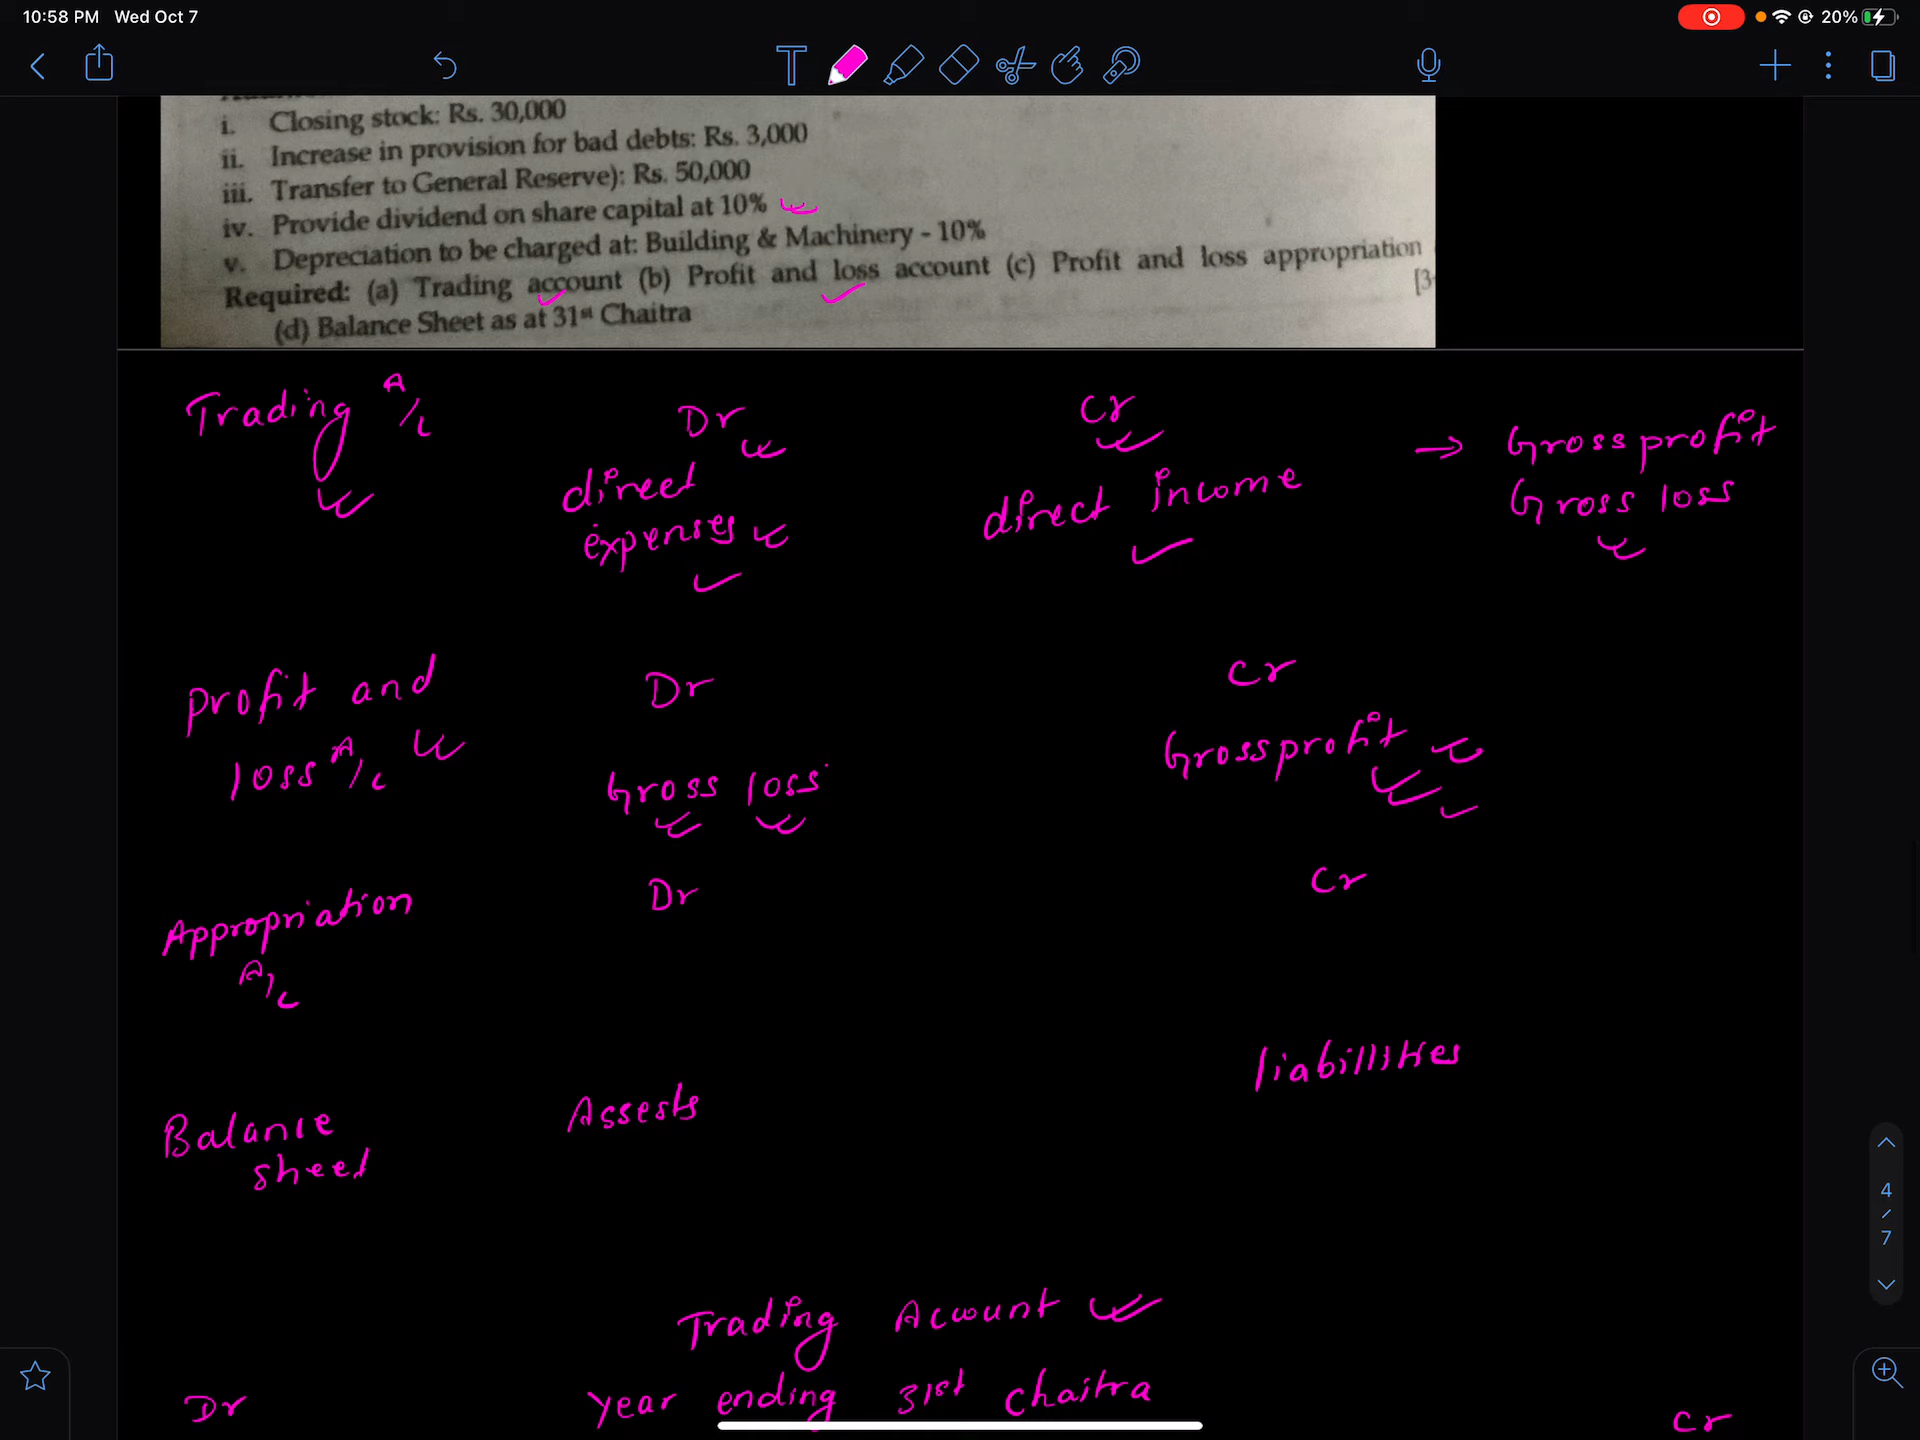 10:58 PM Wed Oct 7
20%
i. Closing stock: Rs. 30,000
ii. Increase in provision for bad debts: Rs. 3,000
iii. Transfer to General Reserve): Rs. 50,000
iv. Provide dividend on share capital at 10%
v. Depreciation to be charged at: Building & Machinery - 10%
Required: (a) Trading account (b) Profit and loss account (c) Profit and loss appropriation
[3
(d) Balance Sheet as at 31st Chaitra
Trading A/c Dr Cr → Gross profit
direct expenses direct income Gross loss
Profit and loss A/c Dr Cr
Gross loss Gross profit
Appropriation A/c Dr Cr
Balance sheet Assests liabillities
Trading Account
Dr Year ending 31st chaitra Cr
4
/
7